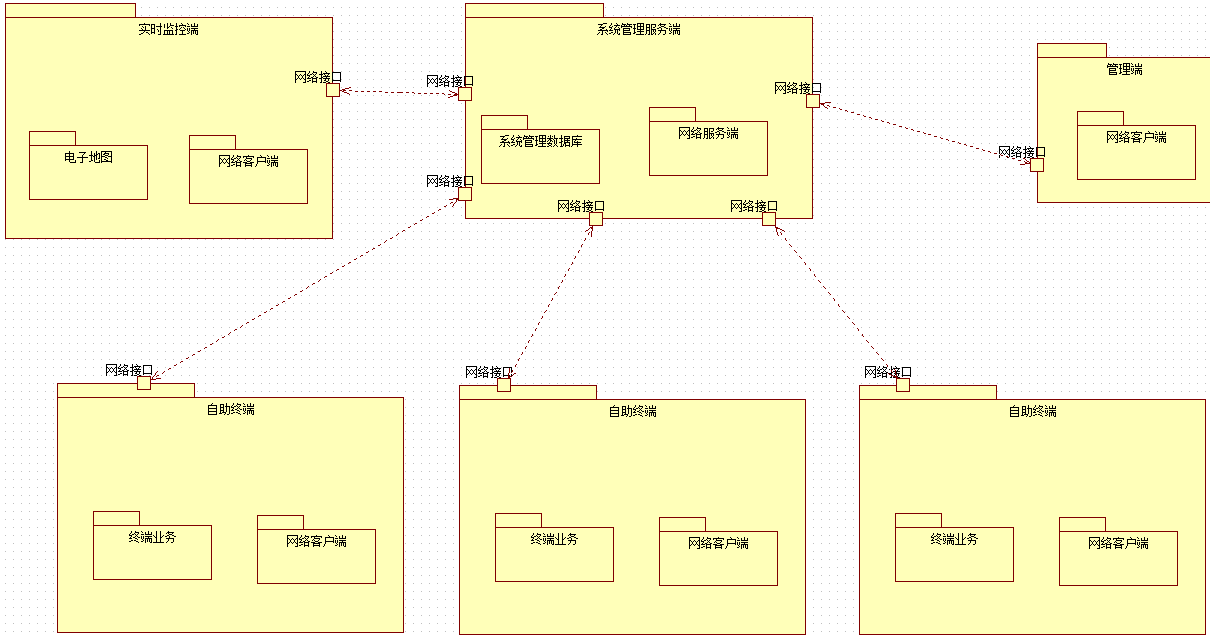 实时监控端
系统管理服务端
管理端
网络接口
网络接口
网络接口
网络接口
电子地图
网络客户端
系统管理数据库
网络服务端
网络客户端
网络接口
网络接口
网络接口
网络接口
网络接口
网络接口
自助终端
自助终端
自助终端
终端业务
网络客户端
终端业务
网络客户端
终端业务
网络客户端